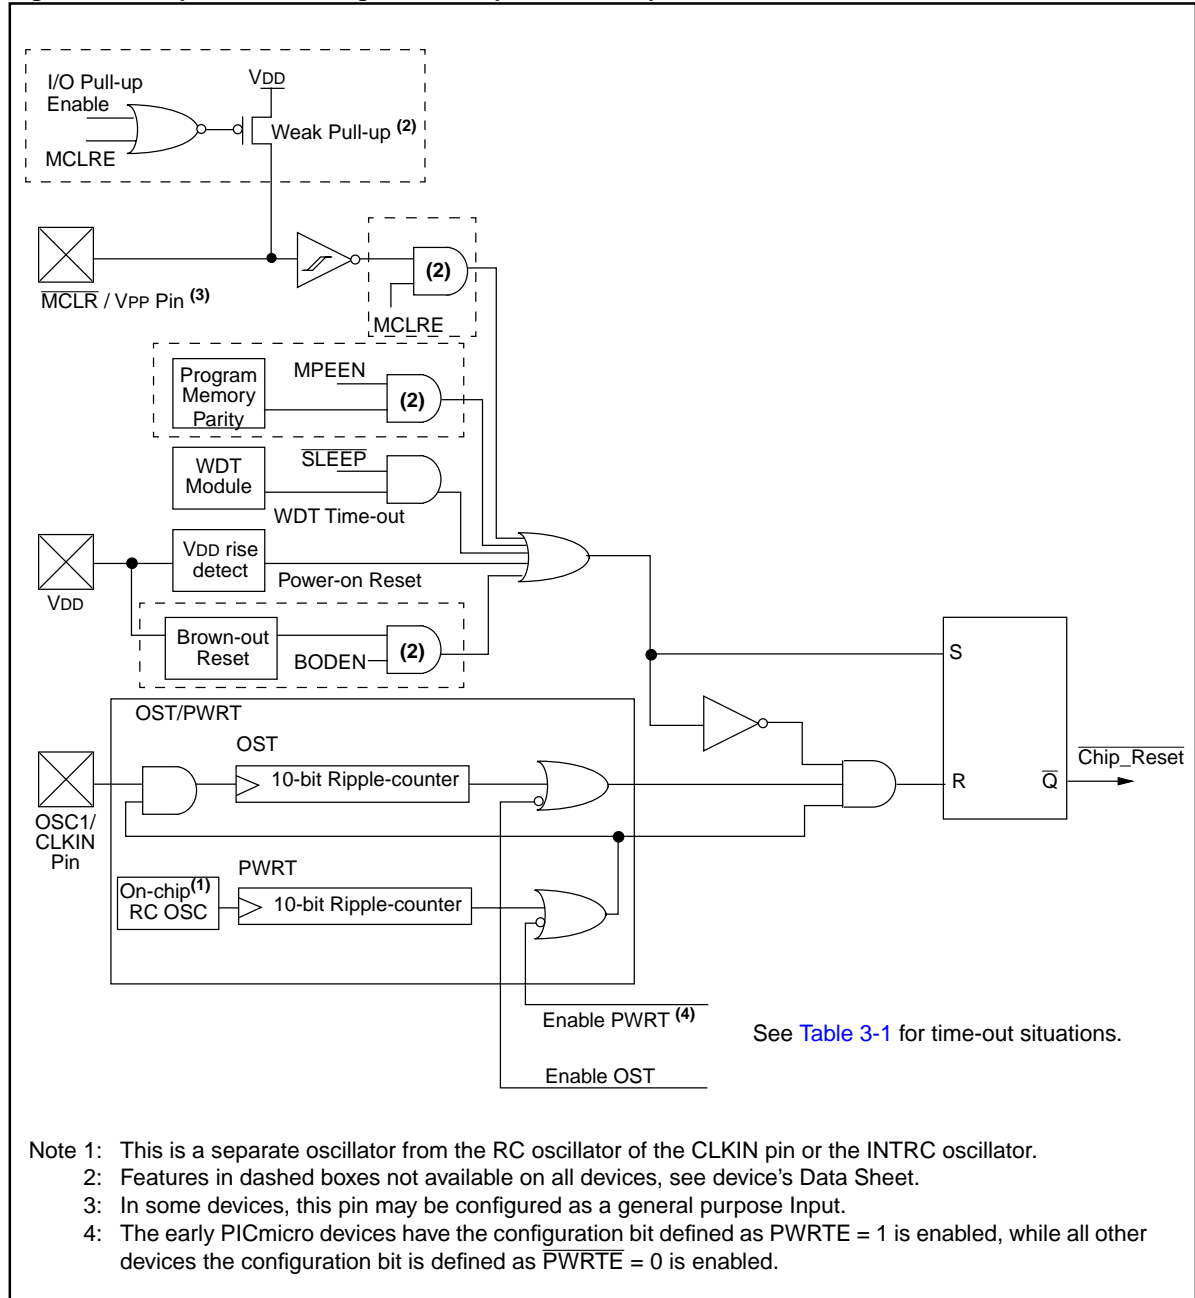 I/O Pull-up
Enable
MCLRE
VDD
Weak Pull-up (2)
MCLR / VPP Pin (3)
(2)
MCLRE
Program
Memory
Parity
MPEEN
(2)
WDT
Module
SLEEP
WDT Time-out
VDD
VDD rise
detect
Power-on Reset
Brown-out
Reset
BODEN
(2)
S
R
Q
Chip_Reset
OST/PWRT
OST
10-bit Ripple-counter
OSC1/
CLKIN
Pin
PWRT
On-chip(1)
RC OSC
10-bit Ripple-counter
Enable PWRT (4)
Enable OST
See Table 3-1 for time-out situations.
Note 1: This is a separate oscillator from the RC oscillator of the CLKIN pin or the INTRC oscillator.
2: Features in dashed boxes not available on all devices, see device's Data Sheet.
3: In some devices, this pin may be configured as a general purpose Input.
4: The early PICmicro devices have the configuration bit defined as PWRTE = 1 is enabled, while all other
devices the configuration bit is defined as PWRTE = 0 is enabled.